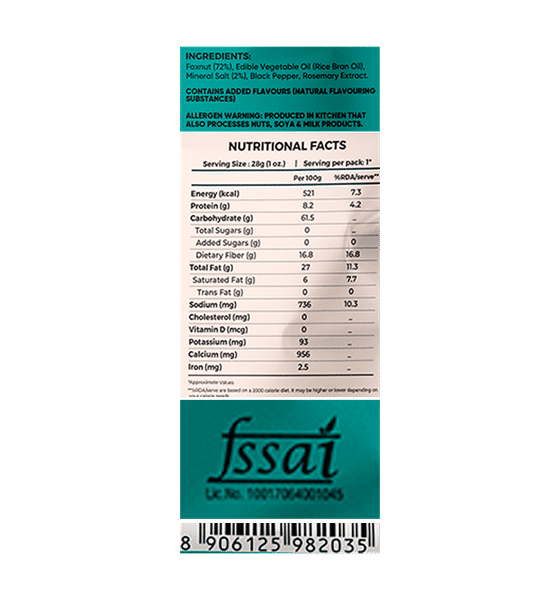 INGREDIENTS:
Foxnut (72%), Edible Vegetable Oil (Rice Bran Oil),
Mineral Salt (2%), Black Pepper, Rosemary Extract.
CONTAINS ADDED FLAVOURS (NATURAL FLAVOURING
SUBSTANCES)
ALLERGEN WARNING: PRODUCED IN KITCHEN THAT
ALSO PROCESSES NUTS, SOYA & MILK PRODUCTS.
NUTRITIONAL FACTS
Serving Size : 28g (1 oz.) | Serving per pack: 1*
Per 100g %RDA/serve**
Energy (kcal) 521 7.3
Protein (g) 8.2 4.2
Carbohydrate (g) 61.5 _
Total Sugars (g) 0 _
Added Sugars (g) 0 0
Dietary Fiber (g) 16.8 16.8
Total Fat (g) 27 11.3
Saturated Fat (g) 6 7.7
Trans Fat (g) 0 0
Sodium (mg) 736 10.3
Cholesterol (mg) 0 _
Vitamin D (mcg) 0 _
Potassium (mg) 93 _
Calcium (mg) 956 _
Iron (mg) 2.5 _
*Approximate Values
**%RDA/serve are based on a 2000 calorie diet. It may be higher or lower depending on
fssai
Lic. No. 10017064001045
8 906125 982035